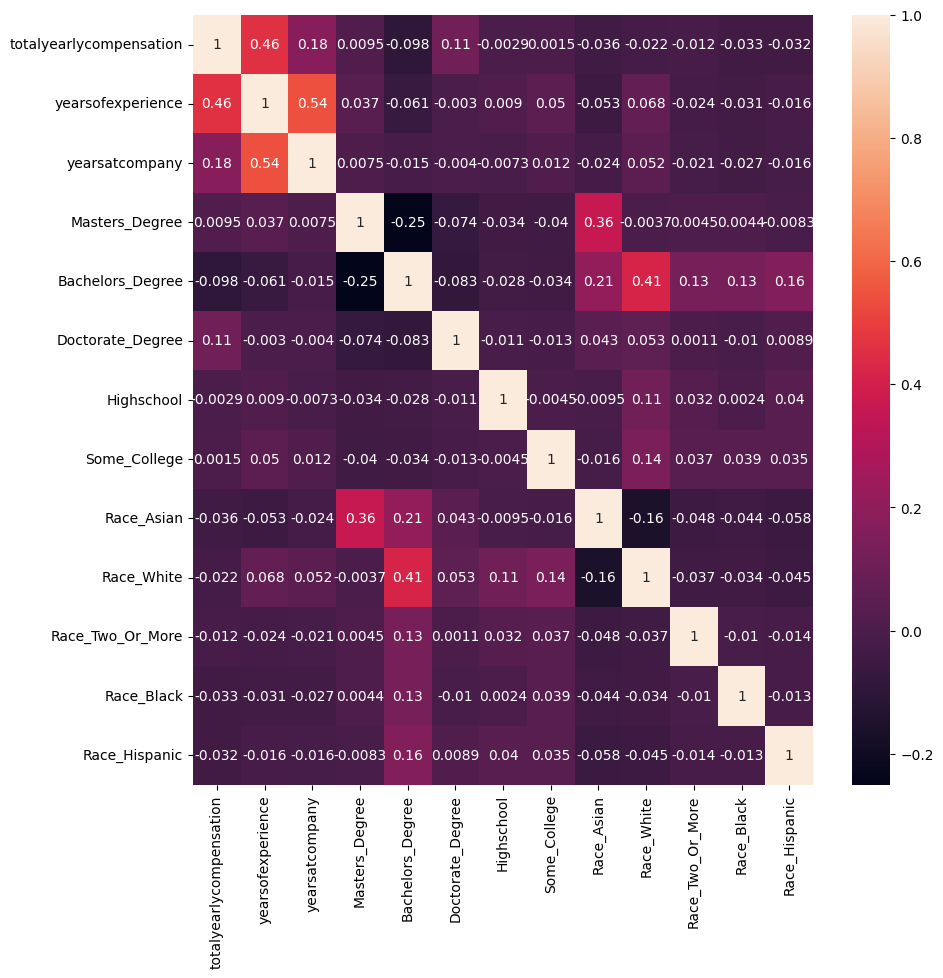 totalyearlycompensation 1 0.46 0.18 0.0095 -0.098 0.11 -0.0029 0.0015 -0.036 -0.022 -0.012 -0.033 -0.032
yearsofexperience 0.46 1 0.54 0.037 -0.061 -0.003 0.009 0.05 -0.053 0.068 -0.024 -0.031 -0.016
yearsatcompany 0.18 0.54 1 0.0075 -0.015 -0.004 -0.0073 0.012 -0.024 0.052 -0.021 -0.027 -0.016
Masters_Degree 0.0095 0.037 0.0075 1 -0.25 -0.074 -0.034 -0.04 0.36 -0.0037 0.0045 0.0044 -0.0083
Bachelors_Degree -0.098 -0.061 -0.015 -0.25 1 -0.083 -0.028 -0.034 0.21 0.41 0.13 0.13 0.16
Doctorate_Degree 0.11 -0.003 -0.004 -0.074 -0.083 1 -0.011 -0.013 0.043 0.053 0.0011 -0.01 0.0089
Highschool -0.0029 0.009 -0.0073 -0.034 -0.028 -0.011 1 -0.0045 -0.0095 0.11 0.032 0.0024 0.04
Some_College 0.0015 0.05 0.012 -0.04 -0.034 -0.013 -0.0045 1 -0.016 0.14 0.037 0.039 0.035
Race_Asian -0.036 -0.053 -0.024 0.36 0.21 0.043 -0.0095 -0.016 1 -0.16 -0.048 -0.044 -0.058
Race_White -0.022 0.068 0.052 -0.0037 0.41 0.053 0.11 0.14 -0.16 1 -0.037 -0.034 -0.045
Race_Two_Or_More -0.012 -0.024 -0.021 0.0045 0.13 0.0011 0.032 0.037 -0.048 -0.037 1 -0.01 -0.014
Race_Black -0.033 -0.031 -0.027 0.0044 0.13 -0.01 0.0024 0.039 -0.044 -0.034 -0.01 1 -0.013
Race_Hispanic -0.032 -0.016 -0.016 -0.0083 0.16 0.0089 0.04 0.035 -0.058 -0.045 -0.014 -0.013 1
totalyearlycompensation
yearsofexperience
yearsatcompany
Masters_Degree
Bachelors_Degree
Doctorate_Degree
Highschool
Some_College
Race_Asian
Race_White
Race_Two_Or_More
Race_Black
Race_Hispanic
1.0
0.8
0.6
0.4
0.2
0.0
−0.2